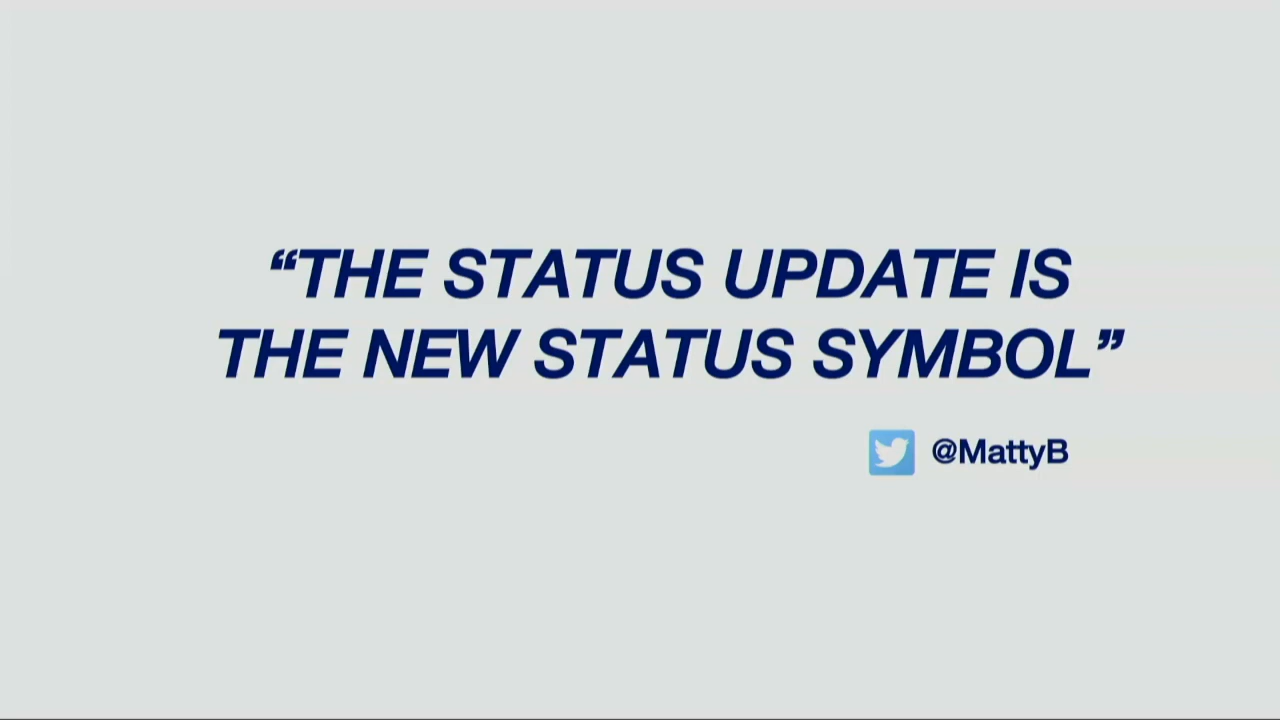 “THE STATUS UPDATE IS
THE NEW STATUS SYMBOL”
@MattyB